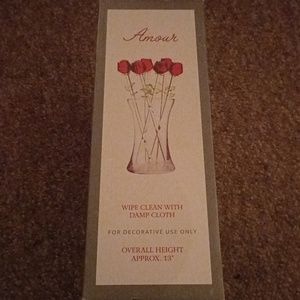 Amour
WIPE CLEAN WITH
DAMP CLOTH
FOR DECORATIVE USE ONLY
OVERALL HEIGHT
APPROX. 13"